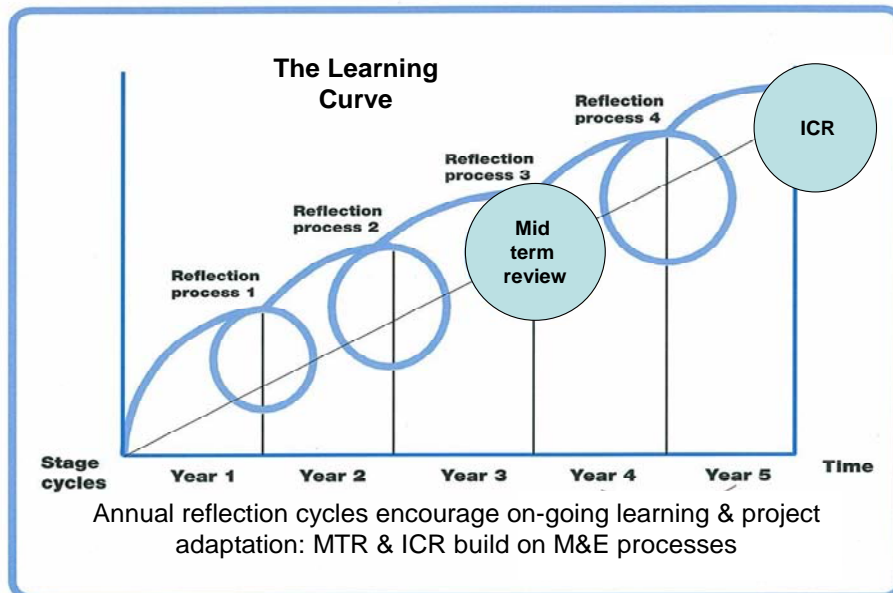 The Learning
Curve
Reflection
process 1
Reflection
process 2
Reflection
process 3
Reflection
process 4
Mid
term
review
ICR
Stage
cycles
Year 1
Year 2
Year 3
Year 4
Year 5
Time
Annual reflection cycles encourage on-going learning & project
adaptation: MTR & ICR build on M&E processes